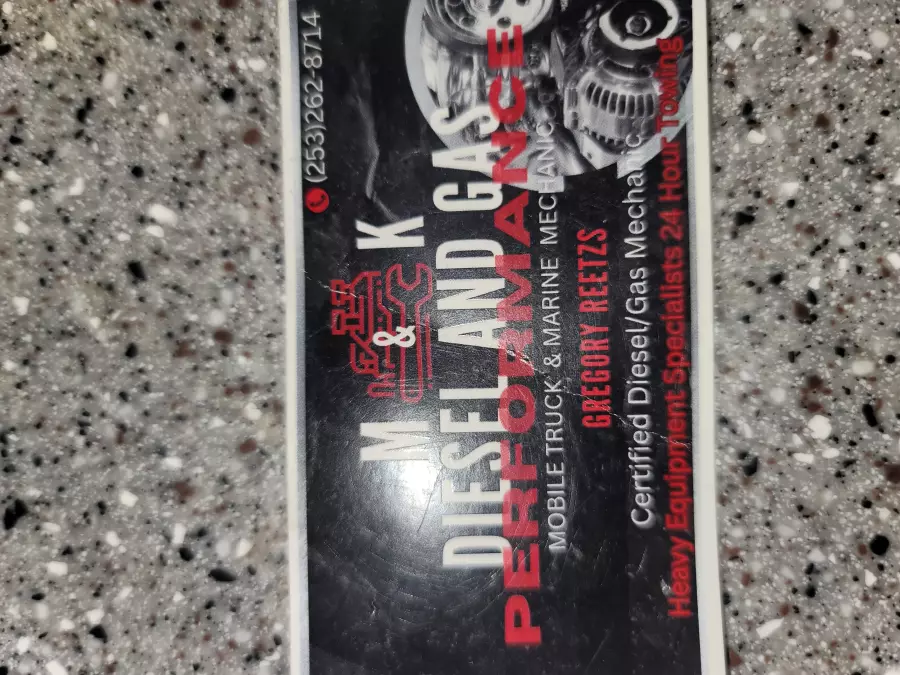 (253)262-8714
M & K
DIESEL AND GAS
PERFORMANCE
MOBILE TRUCK & MARINE MECHANIC
GREGORY REETZS
Certified Diesel/Gas Mechanic
Heavy Equipment Specialists 24 Hour Towing